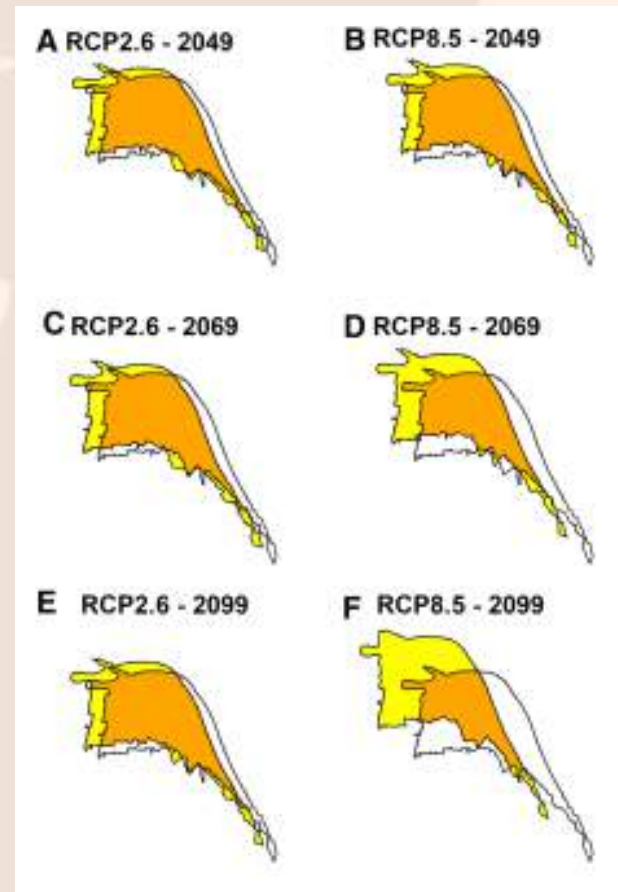 A RCP2.6 - 2049
B RCP8.5 - 2049
C RCP2.6 - 2069
D RCP8.5 - 2069
E RCP2.6 - 2099
F RCP8.5 - 2099